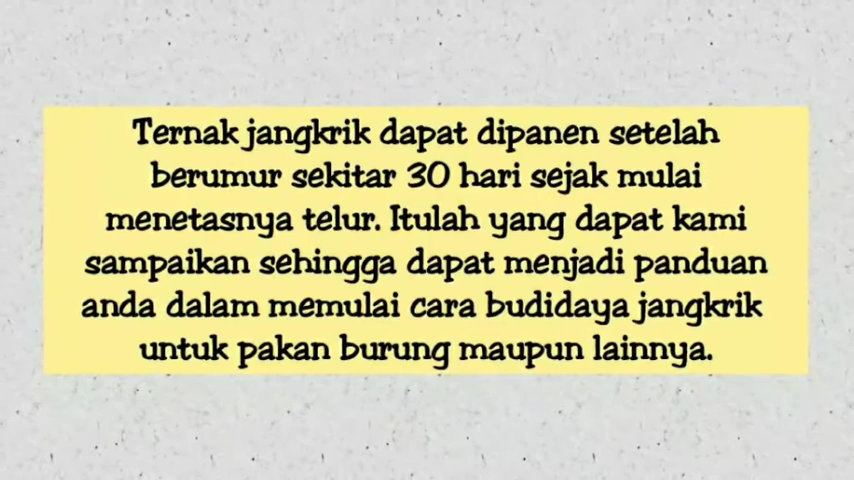 Ternak jangkrik dapat dipanen setelah
berumur sekitar 30 hari sejak mulai
menetasnya telur. Itulah yang dapat kami
sampaikan sehingga dapat menjadi panduan
anda dalam memulai cara budidaya jangkrik
untuk pakan burung maupun lainnya.